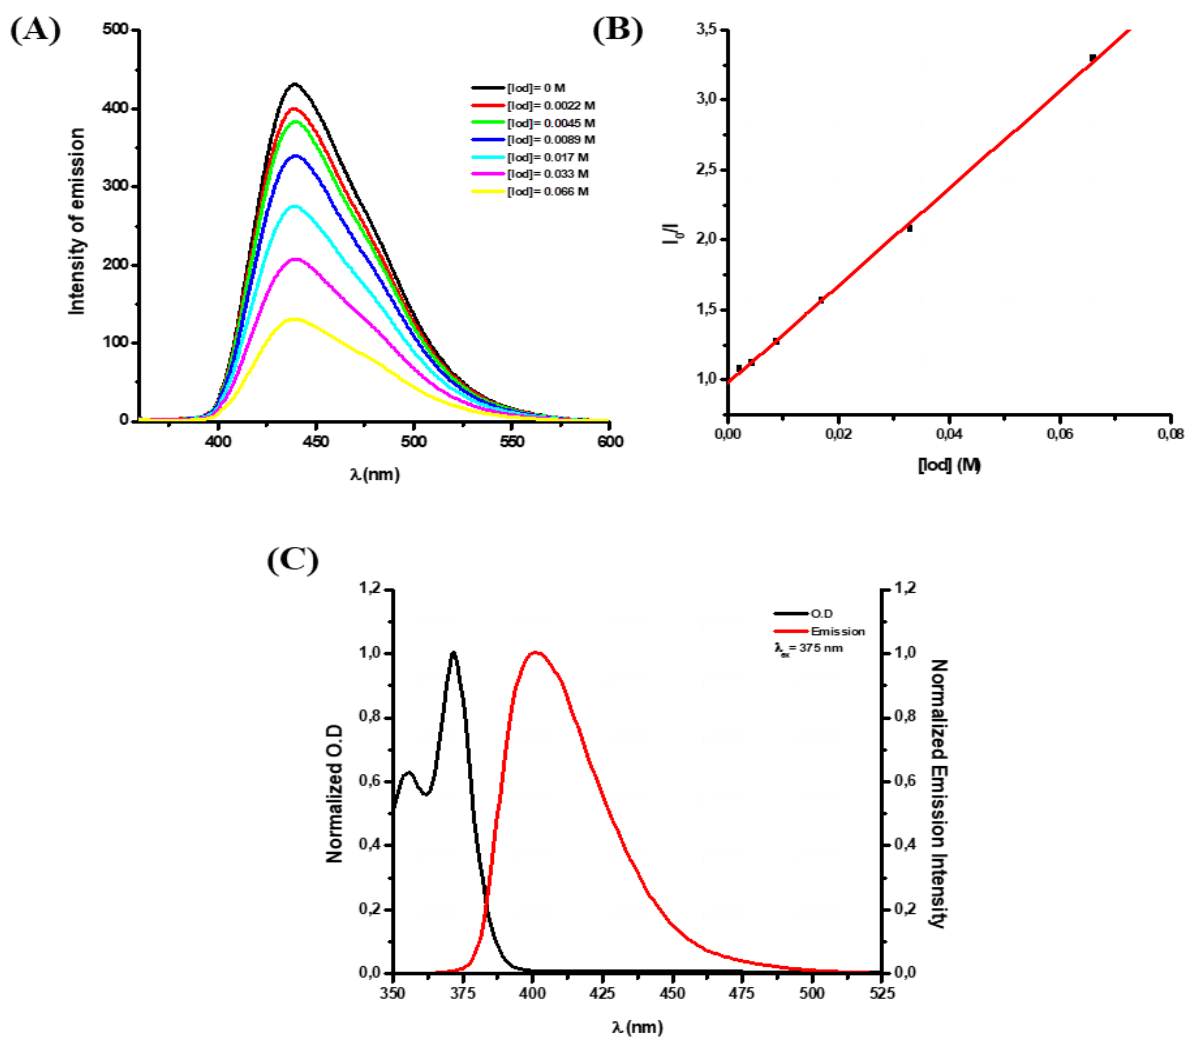 (A)
500
400
300
200
100
0
Intensity of emission
400
450
500
550
600
λ (nm)
[Iod]= 0 M
[Iod]= 0.0022 M
[Iod]= 0.0045 M
[Iod]= 0.0089 M
[Iod]= 0.017 M
[Iod]= 0.033 M
[Iod]= 0.066 M
(B)
3,5
3,0
2,5
2,0
1,5
1,0
I0/I
0,00
0,02
0,04
0,06
0,08
[Iod] (M)
(C)
1,2
1,0
0,8
0,6
0,4
0,2
0,0
Normalized O.D
O.D
Emission
λex= 375 nm
1,2
1,0
0,8
0,6
0,4
0,2
0,0
Normalized Emission Intensity
350
375
400
425
450
475
500
525
λ (nm)